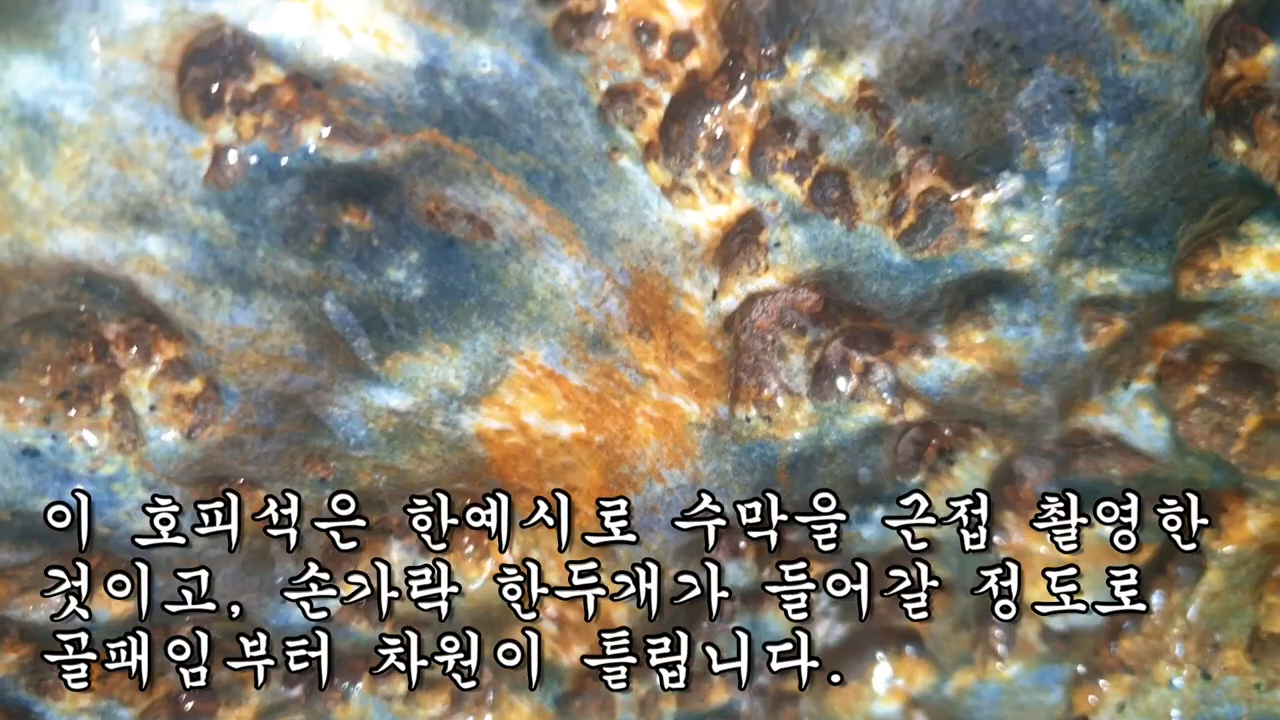 이 호피석은 한예시로 수막을 근접 촬영한
것이고, 손가락 한두개가 들어갈 정도로
골패임부터 차원이 틀립니다.